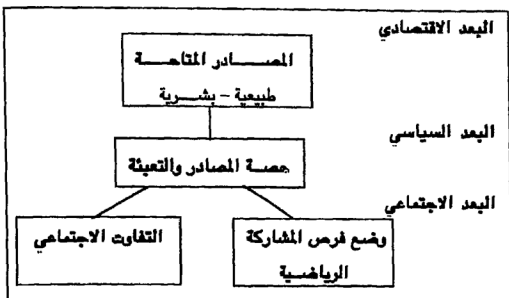 البعد الاقتصادي
المصادر المتاحة
طبيعية – بشرية
البعد السياسي
حصة المصادر والتعبئة
البعد الاجتماعي
وضع فرص المشاركة
الرياضية
التفاوت الاجتماعي